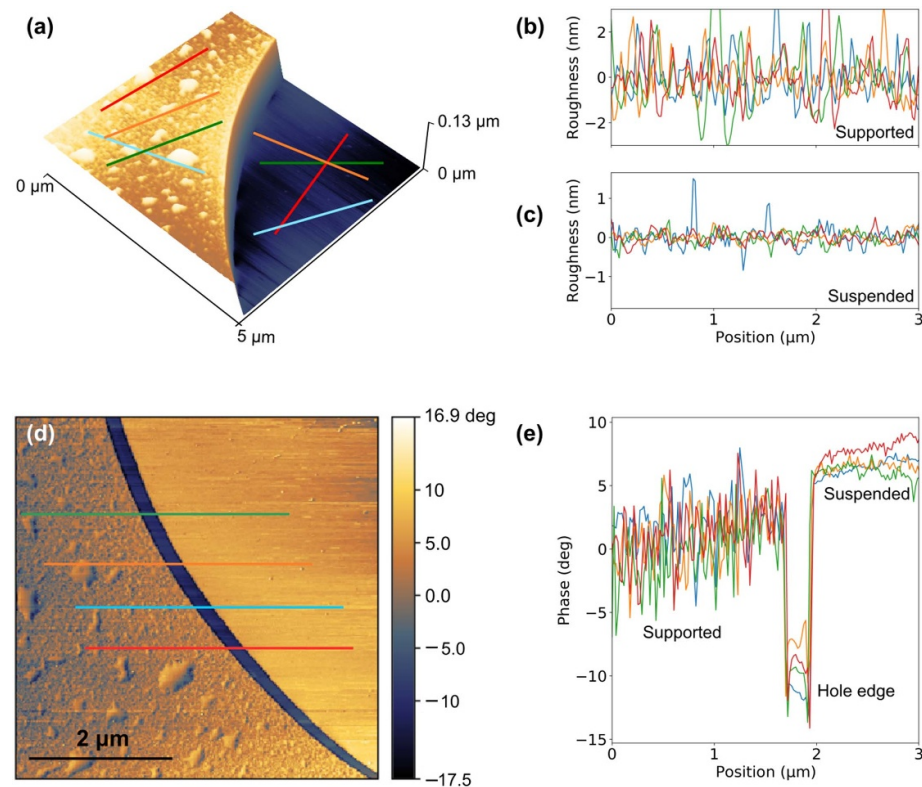 (a)
0.13 μm
0 μm
0 μm
5 μm
(b)
Roughness (nm)
2
0
−2
Supported
(c)
Roughness (nm)
1
0
−1
Suspended
0
1
2
3
Position (μm)
(d)
2 μm
16.9 deg
10
5.0
0.0
−5.0
−10
−17.5
(e)
Phase (deg)
10
5
0
−5
−10
−15
Suspended
Supported
Hole edge
0
1
2
3
Position (μm)